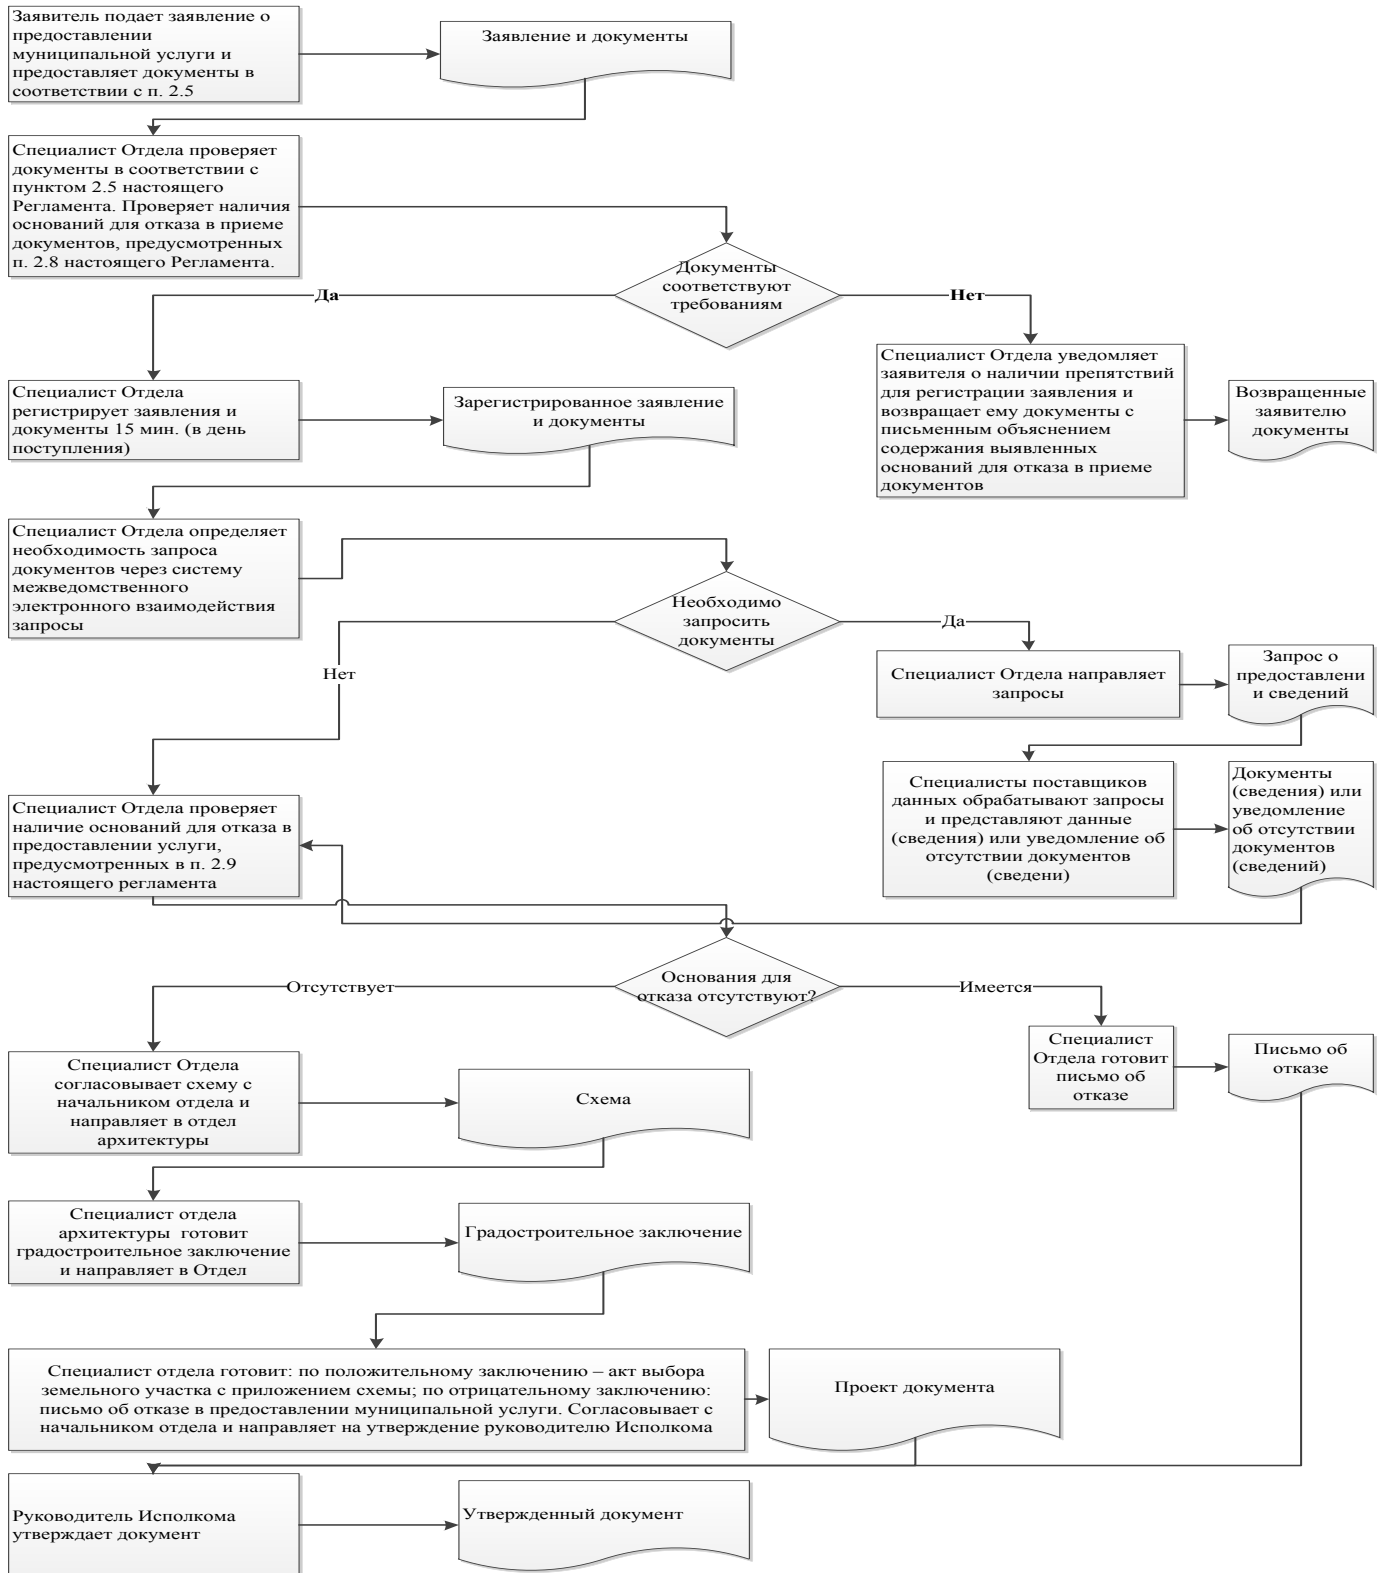 Заявитель подает заявление о
предоставлении
муниципальной услуги и
предоставляет документы в
соответствии с п. 2.5
Заявление и документы
Специалист Отдела проверяет
документы в соответствии с
пунктом 2.5 настоящего
Регламента. Проверяет наличия
оснований для отказа в приеме
документов, предусмотренных
п. 2.8 настоящего Регламента.
Документы
соответствуют
требованиям
Да
Нет
Специалист Отдела
регистрирует заявления и
документы 15 мин. (в день
поступления)
Зарегистрированное заявление
и документы
Специалист Отдела уведомляет
заявителя о наличии препятствий
для регистрации заявления и
возвращает ему документы с
письменным объяснением
содержания выявленных
оснований для отказа в приеме
документов
Возвращенные
заявителю
документы
Специалист Отдела определяет
необходимость запроса
документов через систему
межведомственного
электронного взаимодействия
запросы
Необходимо
запросить
документы
Да
Нет
Специалист Отдела направляет
запросы
Запрос о
предоставлени
и сведений
Специалисты поставщиков
данных обрабатывают запросы
и представляют данные
(сведения) или уведомление об
отсутствии документов
(сведени)
Документы
(сведения) или
уведомление
об отсутствии
документов
(сведений)
Специалист Отдела проверяет
наличие оснований для отказа в
предоставлении услуги,
предусмотренных в п. 2.9
настоящего регламента
Основания для
отказа отсутствуют?
Отсутствует
Имеется
Специалист Отдела
согласовывает схему с
начальником отдела и
направляет в отдел
архитектуры
Схема
Специалист
Отдела готовит
письмо об
отказе
Письмо об
отказе
Специалист отдела
архитектуры  готовит
градостроительное заключение
и направляет в Отдел
Градостроительное заключение
Специалист отдела готовит: по положительному заключению – акт выбора
земельного участка с приложением схемы; по отрицательному заключению:
письмо об отказе в предоставлении муниципальной услуги. Согласовывает с
начальником отдела и направляет на утверждение руководителю Исполкома
Проект документа
Руководитель Исполкома
утверждает документ
Утвержденный документ